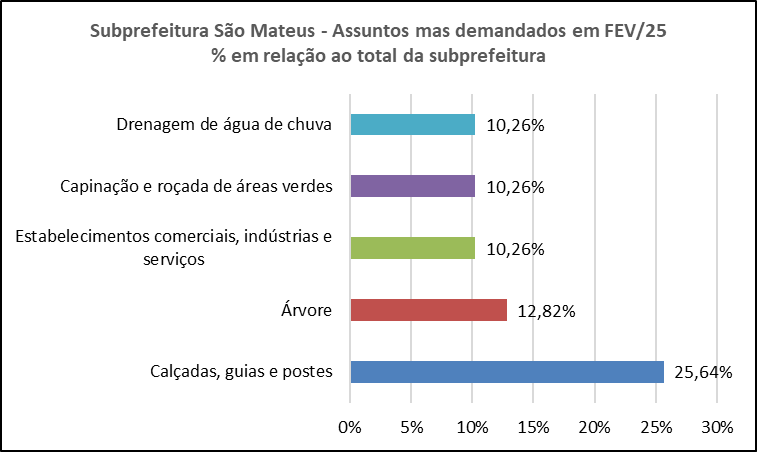 Subprefeitura São Mateus - Assuntos mas demandados em FEV/25
% em relação ao total da subprefeitura
Drenagem de água de chuva
10,26%
Capinação e roçada de áreas verdes
10,26%
Estabelecimentos comerciais, indústrias e
serviços
10,26%
Árvore
12,82%
Calçadas, guias e postes
25,64%
0% 5% 10% 15% 20% 25% 30%